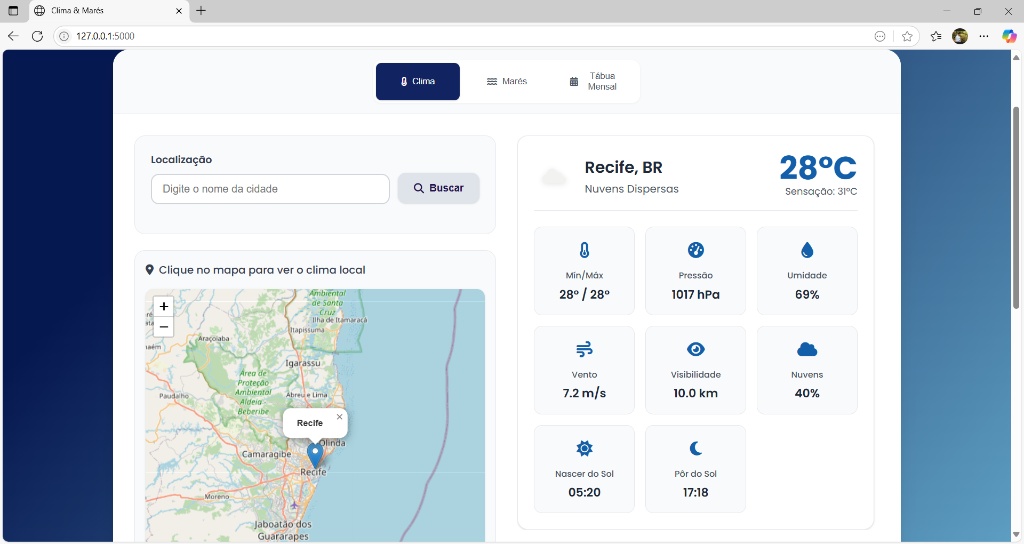 Clima & Marés
127.0.0.1:5000
Clima
Marés
Tábua
Mensal
Localização
Digite o nome da cidade
Buscar
Clique no mapa para ver o clima local
+
−
Ambiental
de Santa
Cruz
Ilha de Itamaracá
Itapissuma
Araçoiaba
Igarassu
Área de
Proteção
Ambiental
Aldeia
Beberibe
Abreu e Lima
Paudalho
Recife
×
Olinda
Camaragibe
Recife
Moreno
Jaboatão dos
Guararapes
Recife, BR
Nuvens Dispersas
28°C
Sensação: 31°C
Mín/Máx
28° / 28°
Pressão
1017 hPa
Umidade
69%
Vento
7.2 m/s
Visibilidade
10.0 km
Nuvens
40%
Nascer do Sol
05:20
Pôr do Sol
17:18